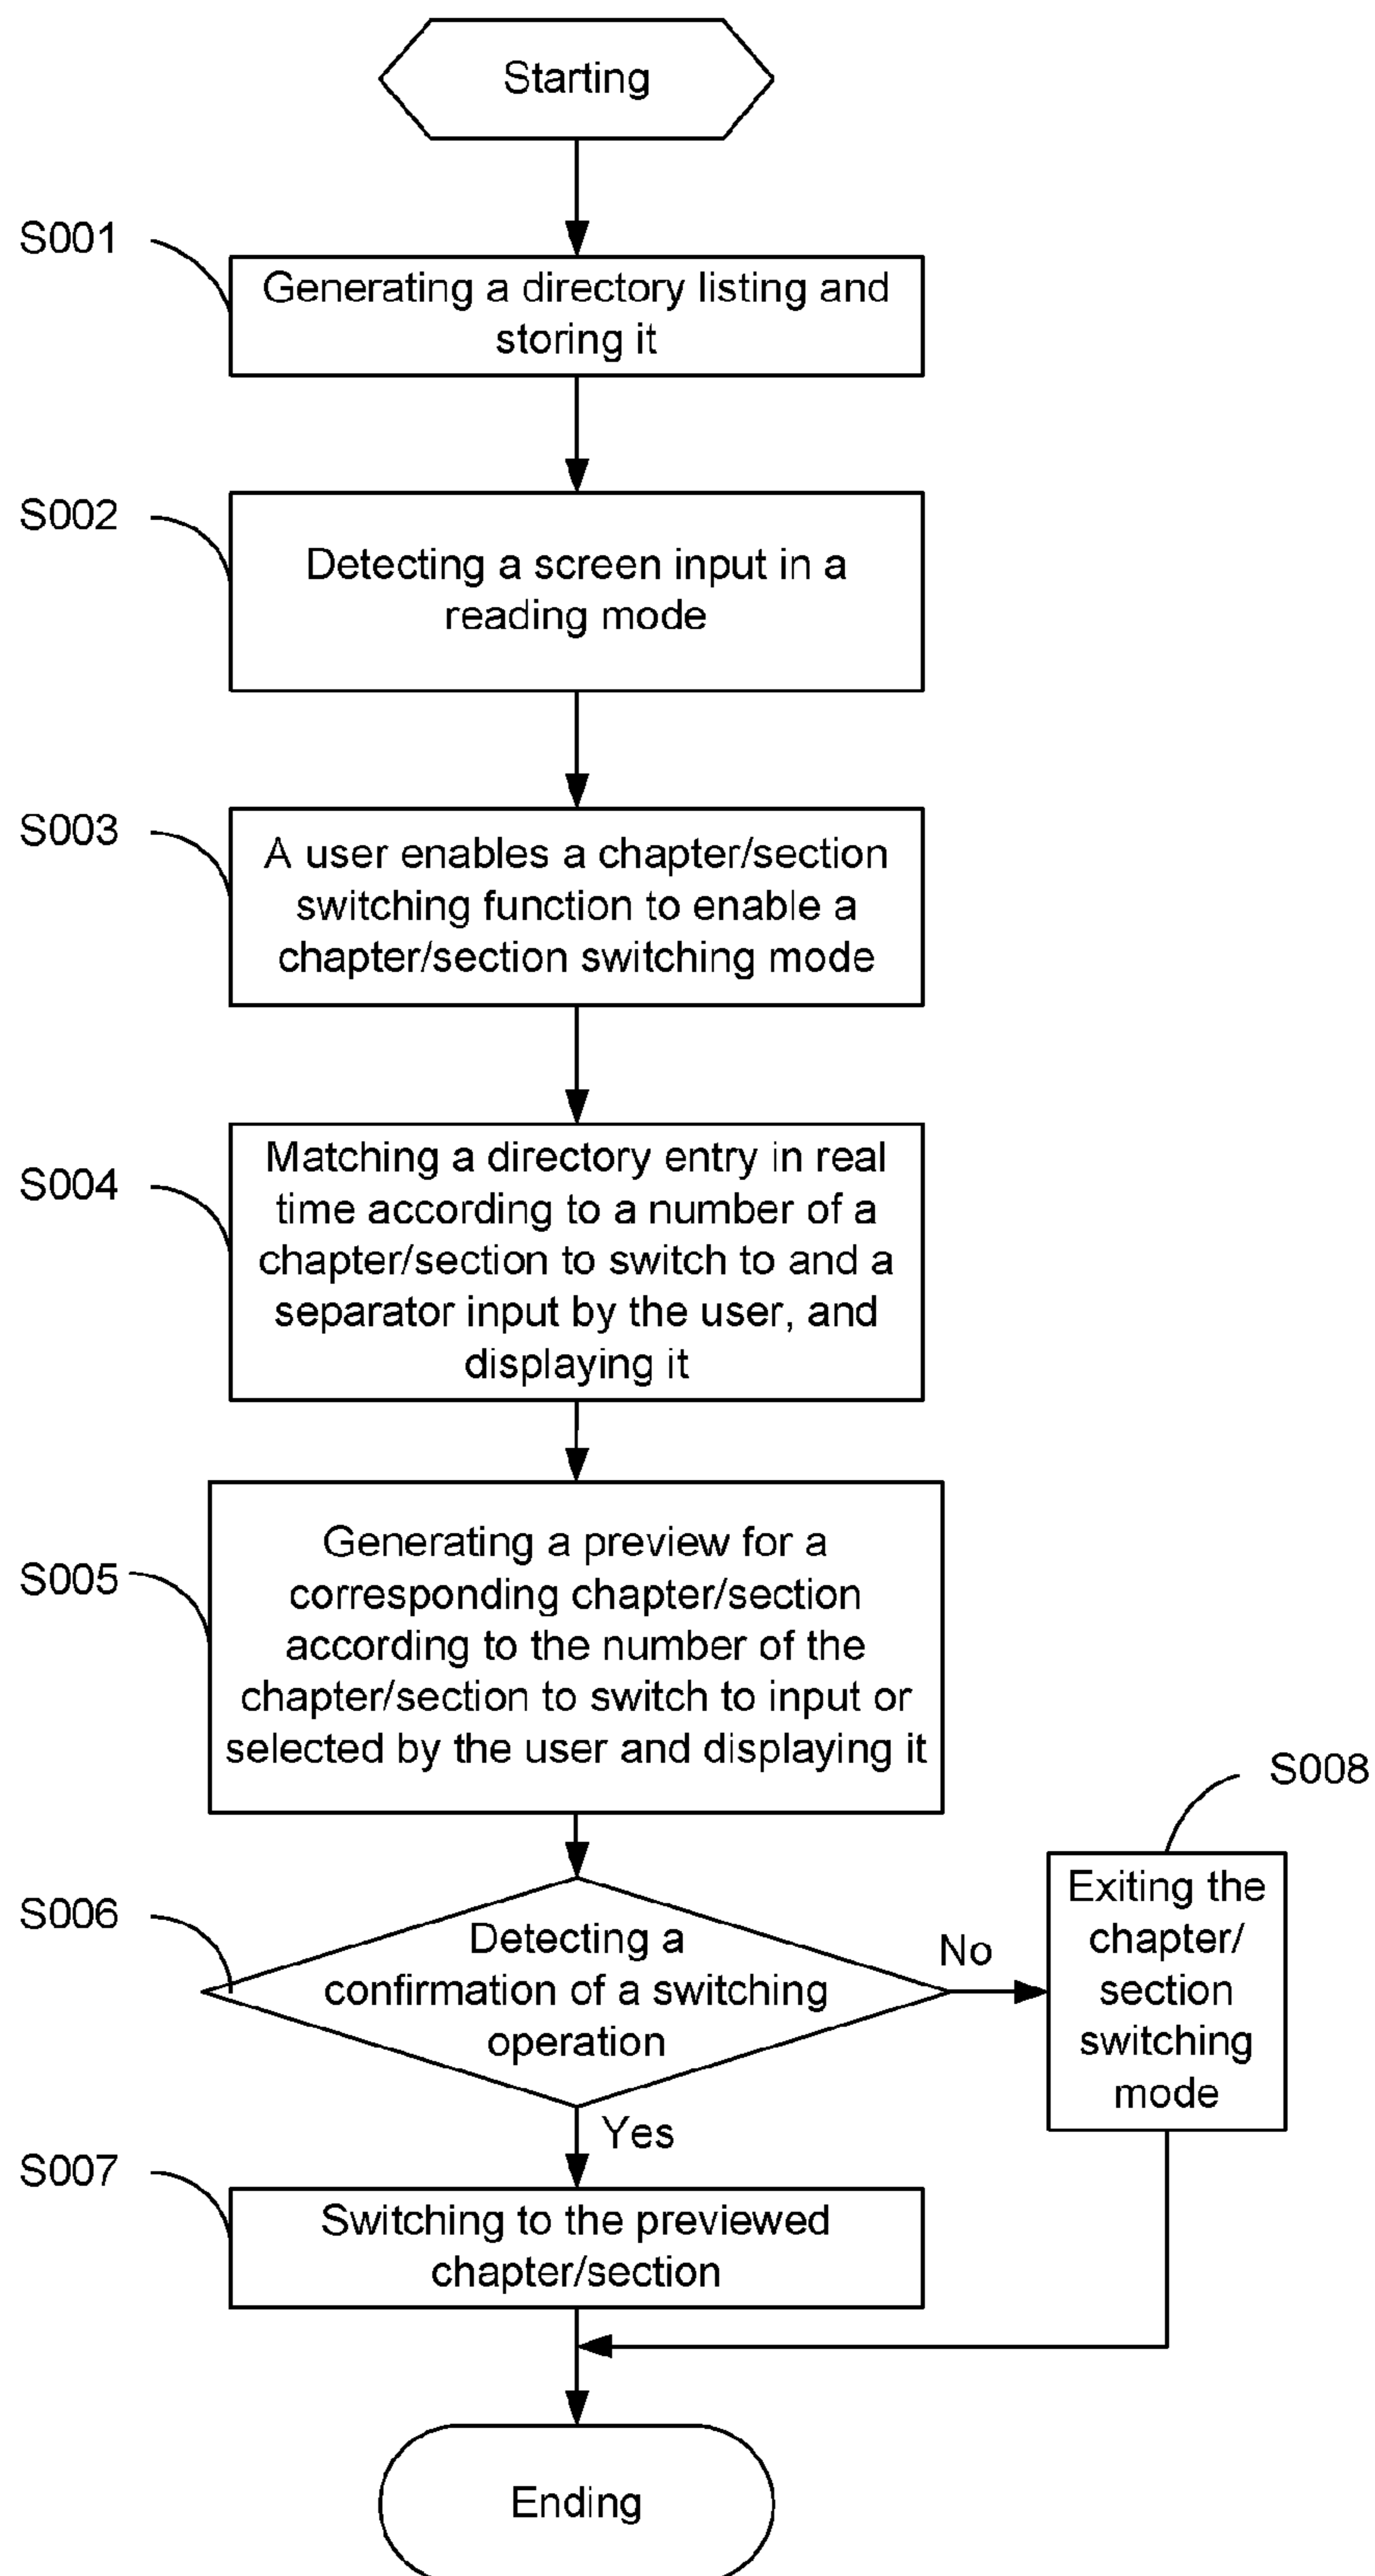 Starting
S001
Generating a directory listing and
storing it
S002
Detecting a screen input in a
reading mode
S003
A user enables a chapter/section
switching function to enable a
chapter/section switching mode
S004
Matching a directory entry in real
time according to a number of a
chapter/section to switch to and a
separator input by the user, and
displaying it
S005
Generating a preview for a
corresponding chapter/section
according to the number of the
chapter/section to switch to input or
selected by the user and displaying it
S006
Detecting a
confirmation of a switching
operation
No
S008
Exiting the
chapter/
section
switching
mode
Yes
S007
Switching to the previewed
chapter/section
Ending